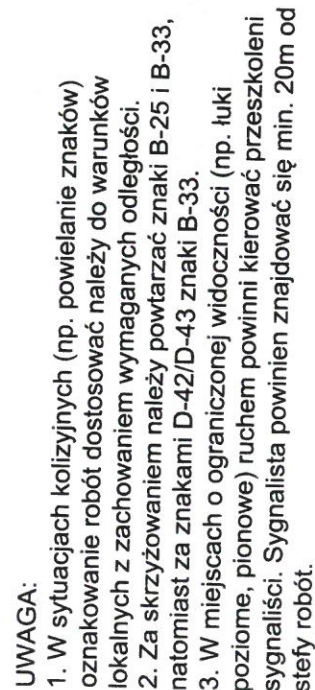 UWAGA:
1. W sytuacjach kolizyjnych (np. powielanie znaków)
oznakowanie robót dostosować należy do warunków
lokalnych z zachowaniem wymaganych odległości.
2. Za skrzyżowaniem należy powtarzać znaki B-25 i B-33,
natomiast za znakami D-42/D-43 znaki B-33.
3. W miejscach o ograniczonej widoczności (np. łuki
poziome, pionowe) ruchem powinni kierować przeszkoleni
sygnaliści. Sygnalista powinien znajdować się min. 20m od
stefy robót.